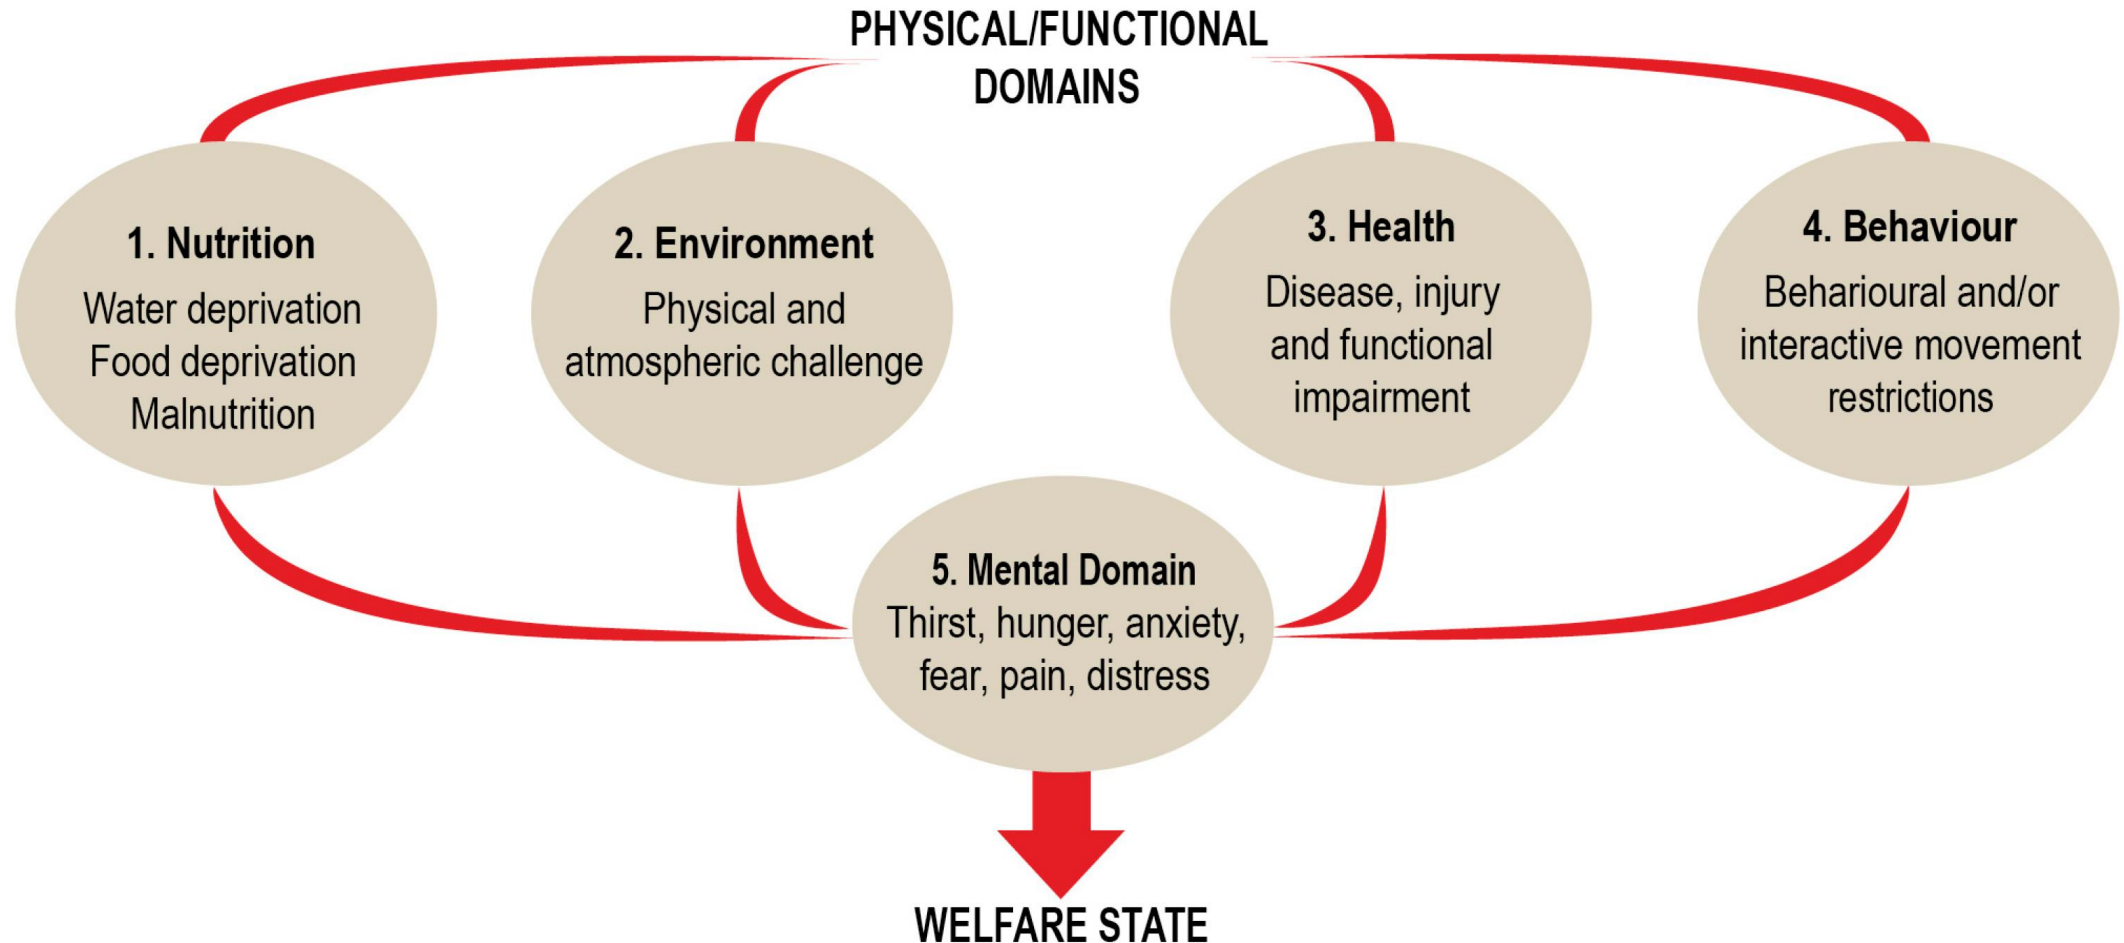 PHYSICAL/FUNCTIONAL
DOMAINS
1. Nutrition
Water deprivation
Food deprivation
Malnutrition
2. Environment
Physical and
atmospheric challenge
3. Health
Disease, injury
and functional
impairment
4. Behaviour
Beharioural and/or
interactive movement
restrictions
5. Mental Domain
Thirst, hunger, anxiety,
fear, pain, distress
WELFARE STATE